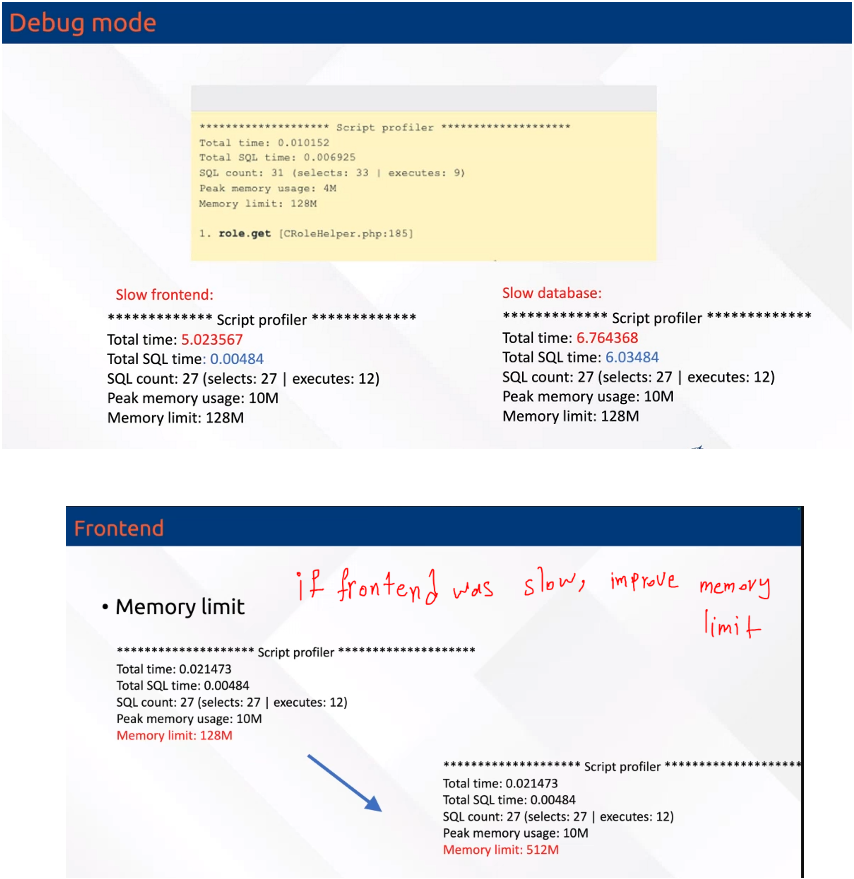 Debug mode
******************** Script profiler ********************
Total time: 0.010152
Total SQL time: 0.006925
SQL count: 31 (selects: 33 | executes: 9)
Peak memory usage: 4M
Memory limit: 128M
1. role.get [CRoleHelper.php:185]
Slow frontend:
************* Script profiler *************
Total time: 5.023567
Total SQL time: 0.00484
SQL count: 27 (selects: 27 | executes: 12)
Peak memory usage: 10M
Memory limit: 128M
Slow database:
************* Script profiler *************
Total time: 6.764368
Total SQL time: 6.03484
SQL count: 27 (selects: 27 | executes: 12)
Peak memory usage: 10M
Memory limit: 128M
Frontend
if frontend was slow, improve memory
limit
• Memory limit
******************** Script profiler ********************
Total time: 0.021473
Total SQL time: 0.00484
SQL count: 27 (selects: 27 | executes: 12)
Peak memory usage: 10M
Memory limit: 128M
******************** Script profiler ********************
Total time: 0.021473
Total SQL time: 0.00484
SQL count: 27 (selects: 27 | executes: 12)
Peak memory usage: 10M
Memory limit: 512M